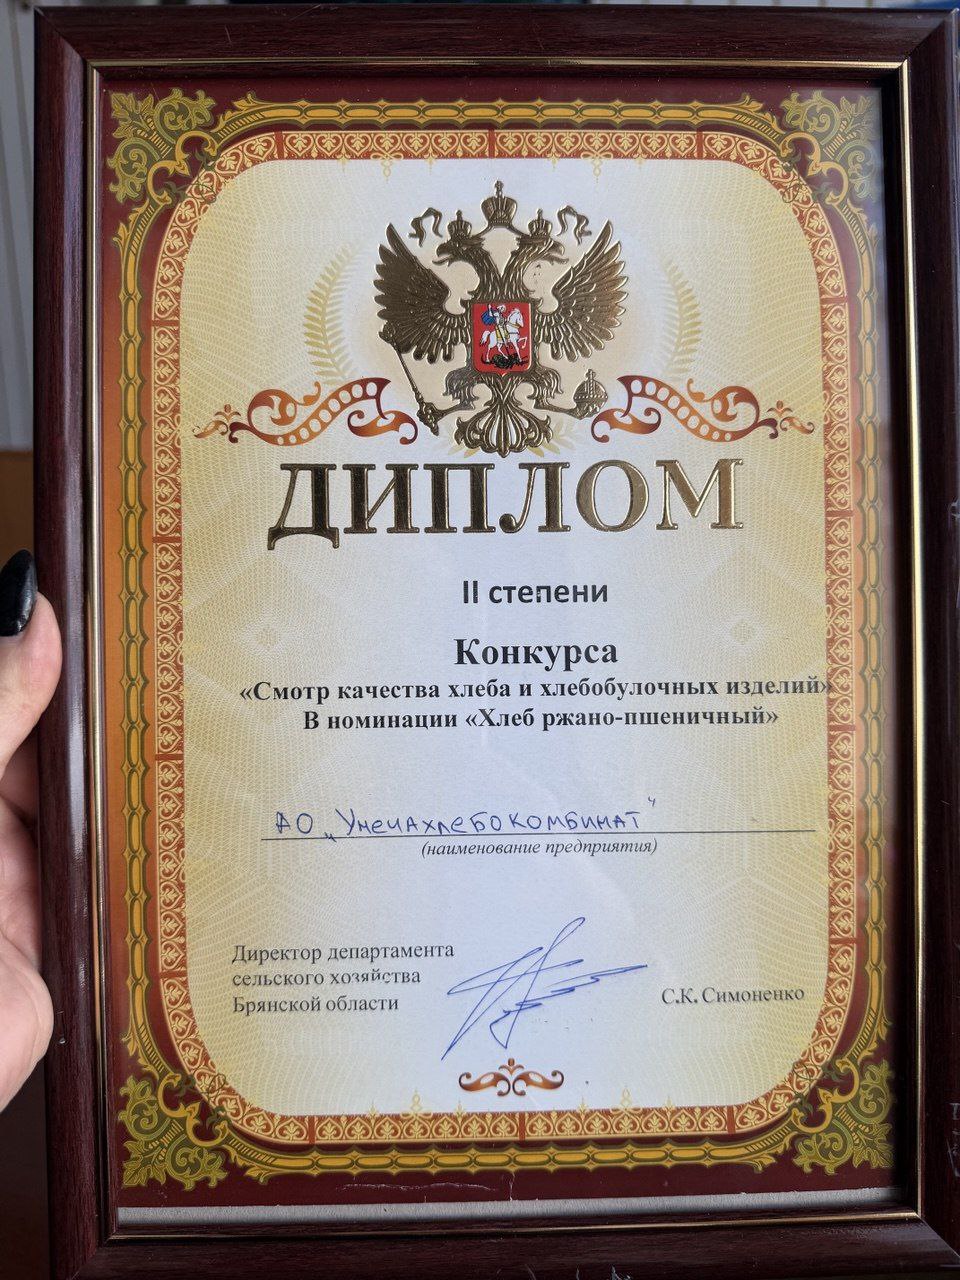 ДИПЛОМ
II степени
Конкурса
«Смотр качества хлеба и хлебобулочных изделий»
В номинации «Хлеб ржано-пшеничный»
АО „Унечахлебокомбинат"
(наименование предприятия)
Директор департамента
сельского хозяйства
Брянской области
С.К. Симоненко